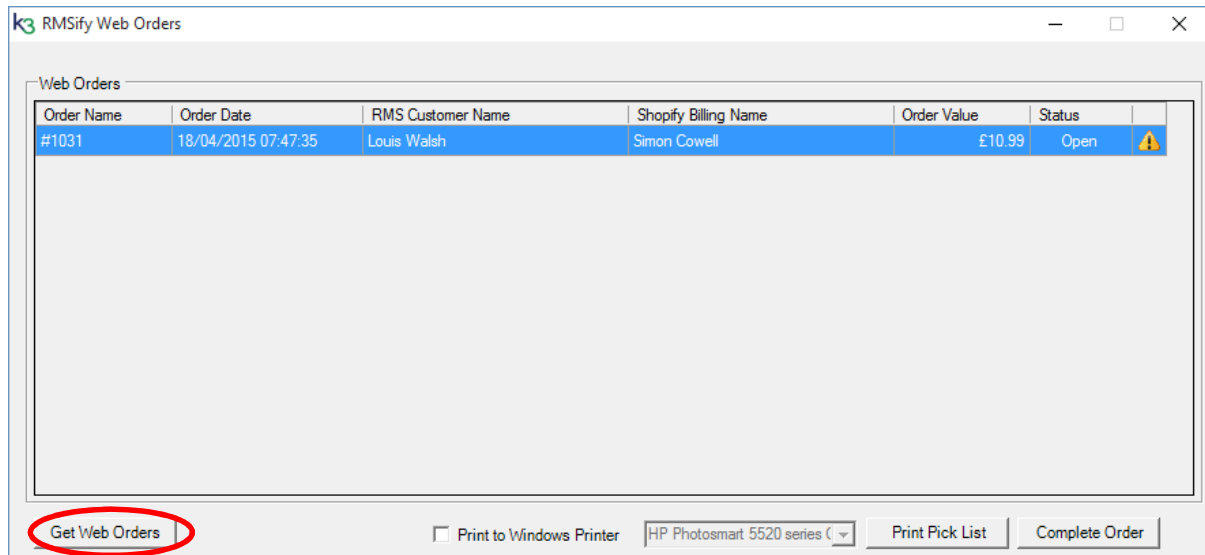 k3 RMSify Web Orders
Web Orders
Order Name Order Date RMS Customer Name Shopify Billing Name Order Value Status
#1031 18/04/2015 07:47:35 Louis Walsh Simon Cowell £10.99 Open
Get Web Orders Print to Windows Printer HP Photosmart 5520 series ( Print Pick List Complete Order